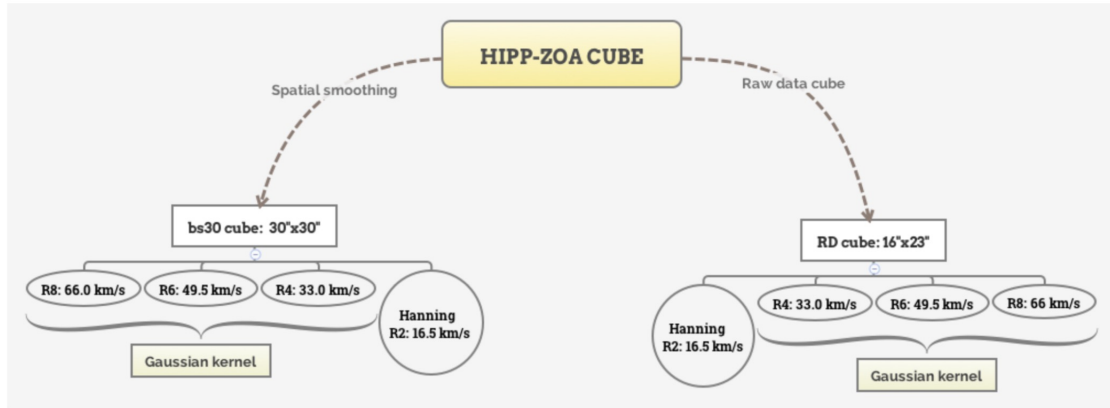 HIPP-ZOA CUBE
Spatial smoothing
Raw data cube
bs30 cube: 30"x30"
R8: 66.0 km/s
R6: 49.5 km/s
R4: 33.0 km/s
Hanning
R2: 16.5 km/s
Gaussian kernel
RD cube: 16"x23"
Hanning
R2: 16.5 km/s
R4: 33.0 km/s
R6: 49.5 km/s
R8: 66 km/s
Gaussian kernel